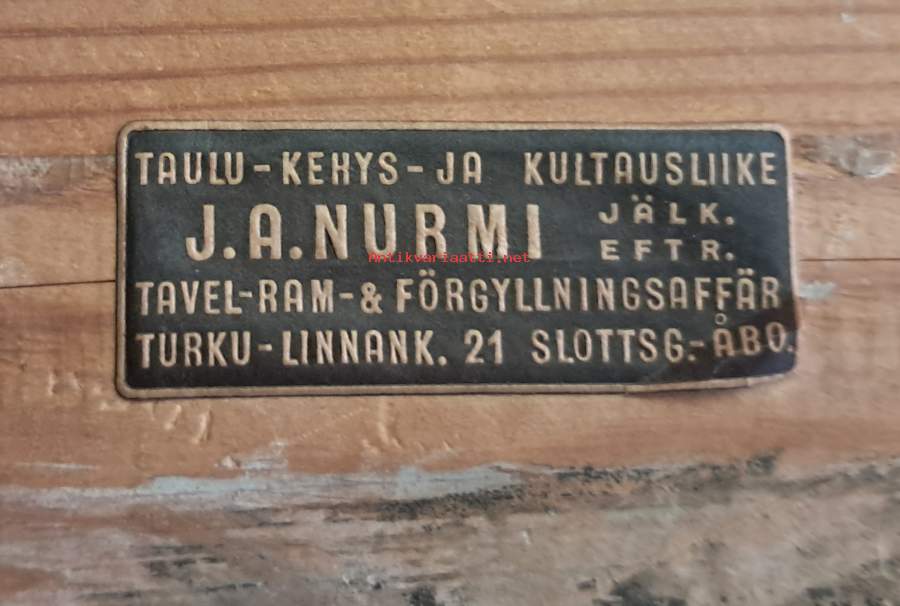 TAULU-KEHYS-JA KULTAUSLIIKE
J.A.NURMI JÄLK.
EFTR.
Antikvariaatti.net
TAVEL-RAM-& FÖRGYLLNINGSAFFÄR
TURKU-LINNANK. 21 SLOTTSG.-ÅBO.